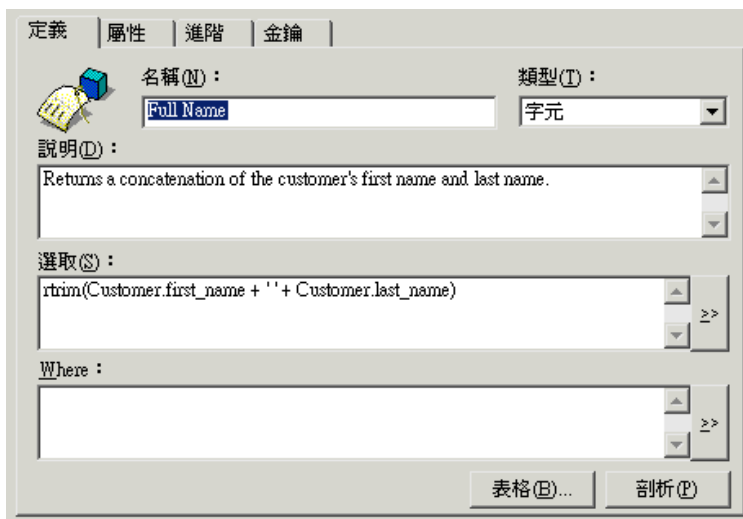 定義 屬性 進階 金鑰
名稱(N)： 類型(T)：
Full Name 字元
說明(D)：
Returns a concatenation of the customer's first name and last name.
選取(S)：
rtrim(Customer.first_name + ' '+ Customer.last_name)
>>
Where：
>>
表格(B)... 剖析(P)